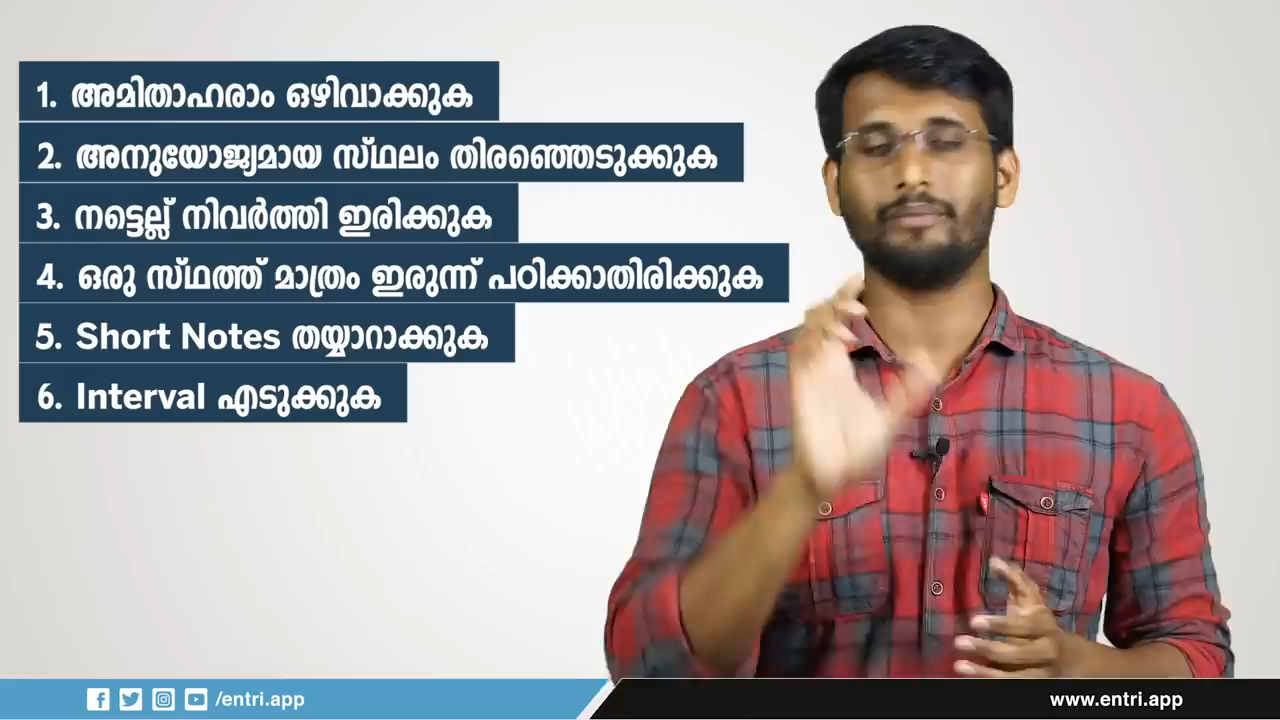 1. അമിതാഹരാം ഒഴിവാക്കുക
2. അനുയോജ്യമായ സ്ഥലം തിരഞ്ഞെടുക്കുക
3. നട്ടെല്ല് നിവർത്തി ഇരിക്കുക
4. ഒരു സ്ഥത്ത് മാത്രം ഇരുന്ന് പഠിക്കാതിരിക്കുക
5. Short Notes തയ്യാറാക്കുക
6. Interval എടുക്കുക
/entri.app
www.entri.app